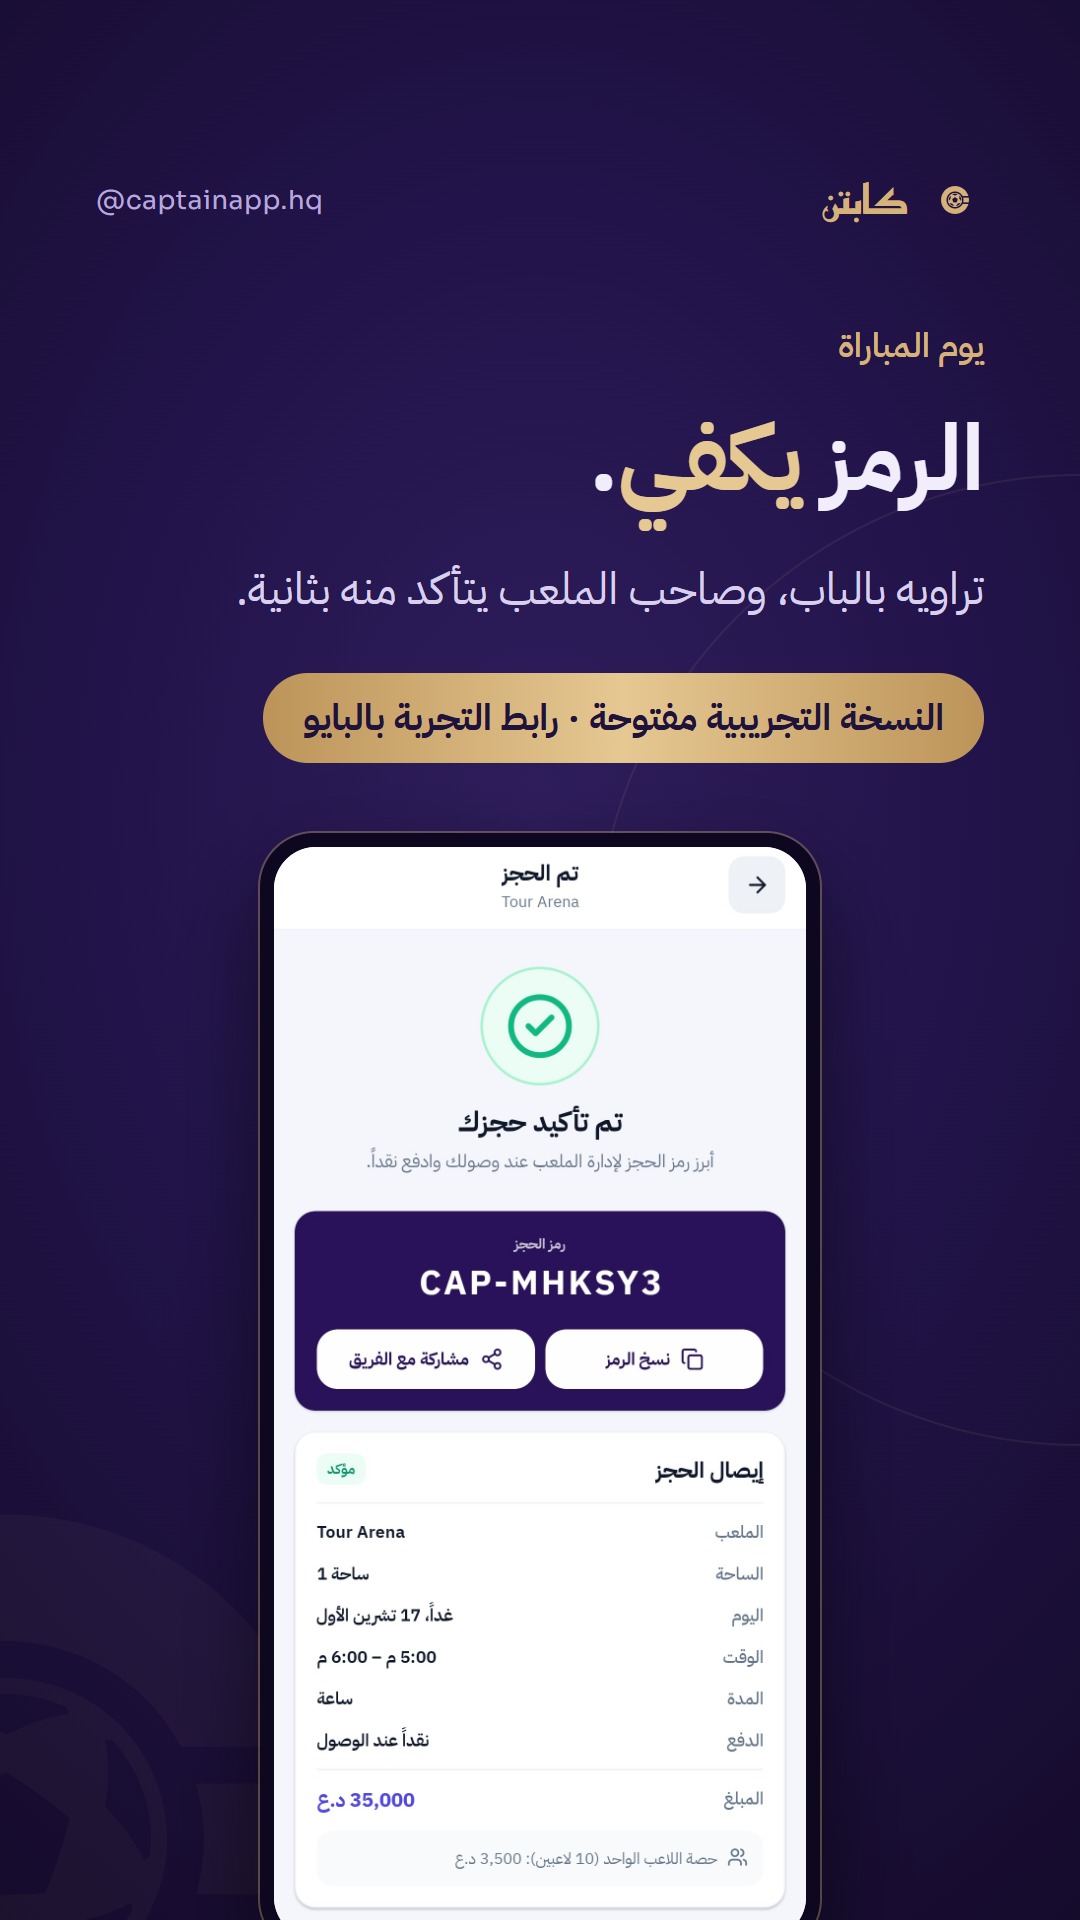 كابتن
@captainapp.hq
يوم المباراة
الرمز يكفي.
تراويه بالباب، وصاحب الملعب يتأكد منه بثانية.
النسخة التجريبية مفتوحة · رابط التجربة بالبايو
تم الحجز
Tour Arena
تم تأكيد حجزك
أبرز رمز الحجز لإدارة الملعب عند وصولك وادفع نقداً.
رمز الحجز
CAP-MHKSY3
نسخ الرمز
مشاركة مع الفريق
إيصال الحجز
مؤكد
الملعب Tour Arena
الساحة ساحة 1
اليوم غداً، 17 تشرين الأول
الوقت 5:00 م – 6:00 م
المدة ساعة
الدفع نقداً عند الوصول
المبلغ 35,000 د.ع
حصة اللاعب الواحد (10 لاعبين): 3,500 د.ع